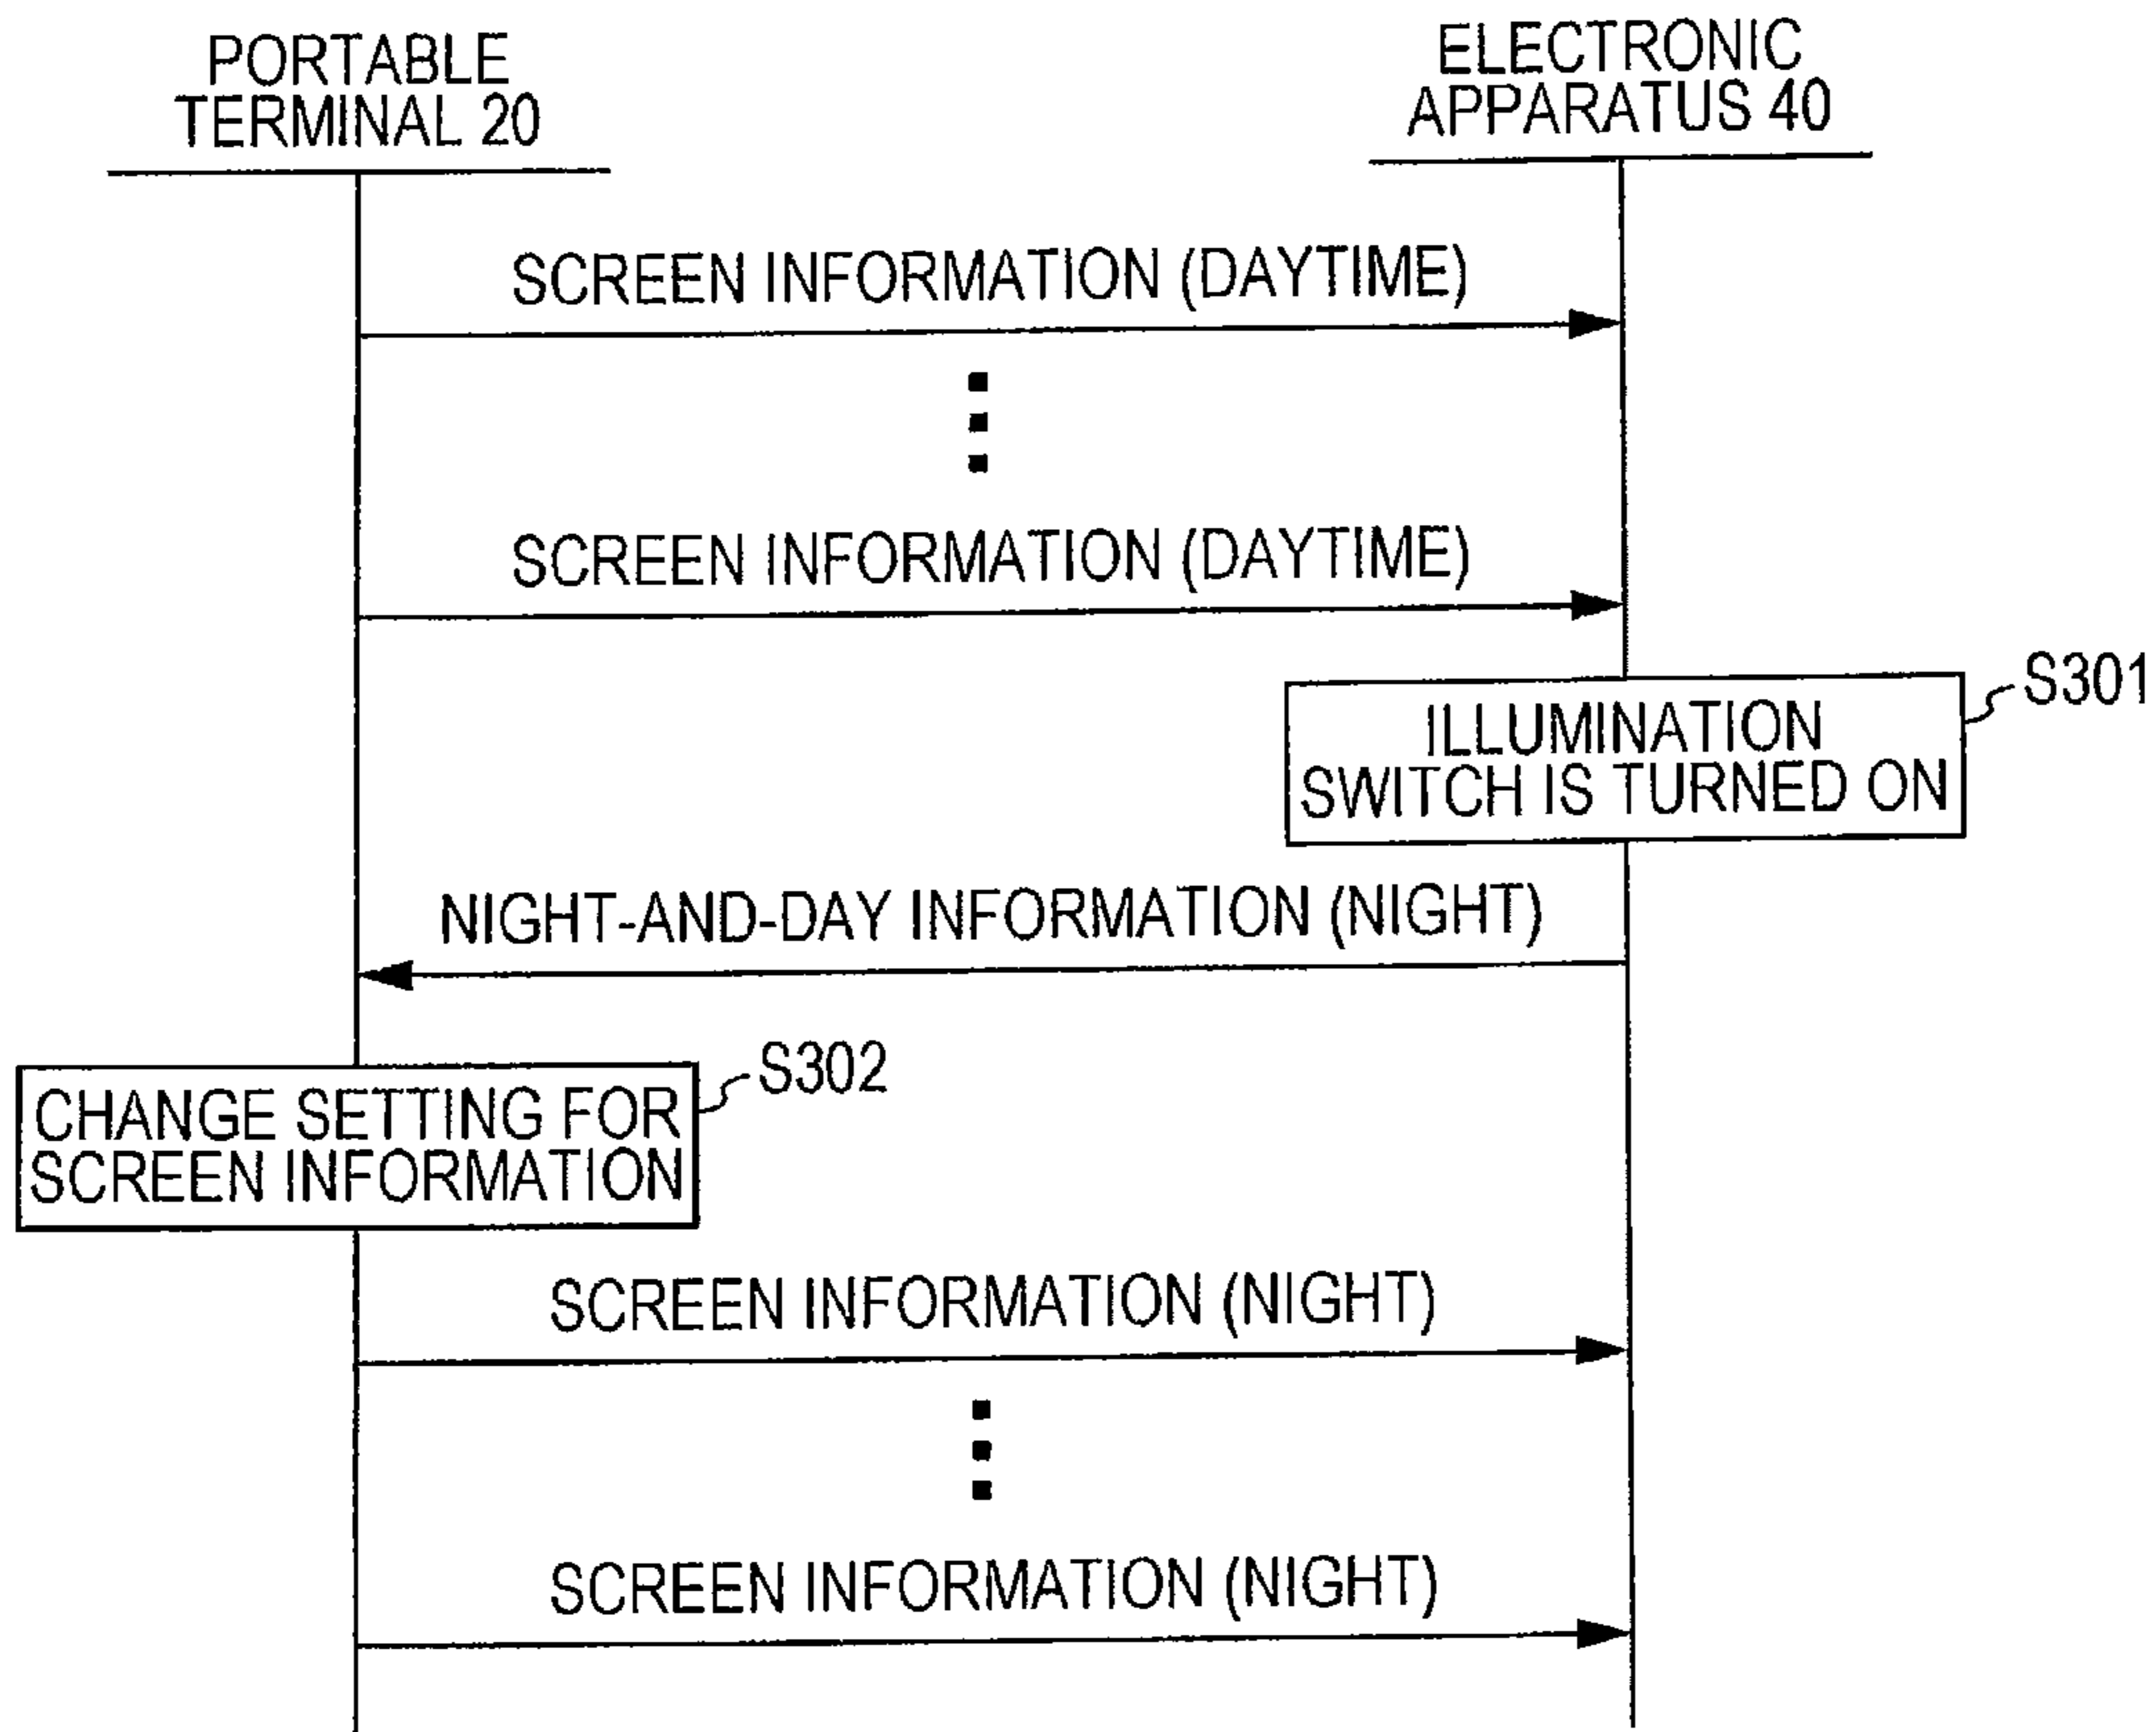 PORTABLE
TERMINAL 20
ELECTRONIC
APPARATUS 40
SCREEN INFORMATION (DAYTIME)
SCREEN INFORMATION (DAYTIME)
S301
ILLUMINATION
SWITCH IS TURNED ON
NIGHT-AND-DAY INFORMATION (NIGHT)
S302
CHANGE SETTING FOR
SCREEN INFORMATION
SCREEN INFORMATION (NIGHT)
SCREEN INFORMATION (NIGHT)